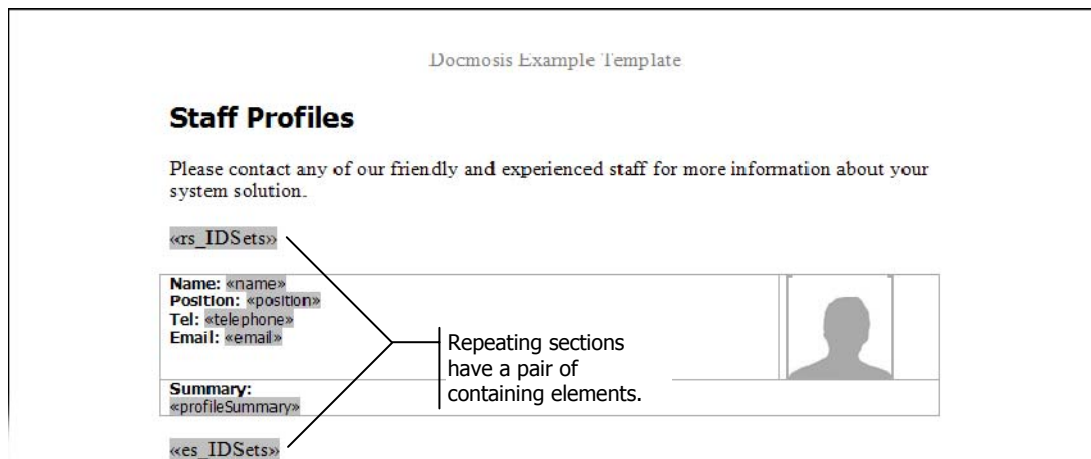 Docmosis Example Template
Staff Profiles
Please contact any of our friendly and experienced staff for more information about your
system solution.
«rs_IDSets»
Name: «name»
Position: «position»
Tel: «telephone»
Email: «email»
Repeating sections
have a pair of
containing elements.
Summary:
«profileSummary»
«es_IDSets»